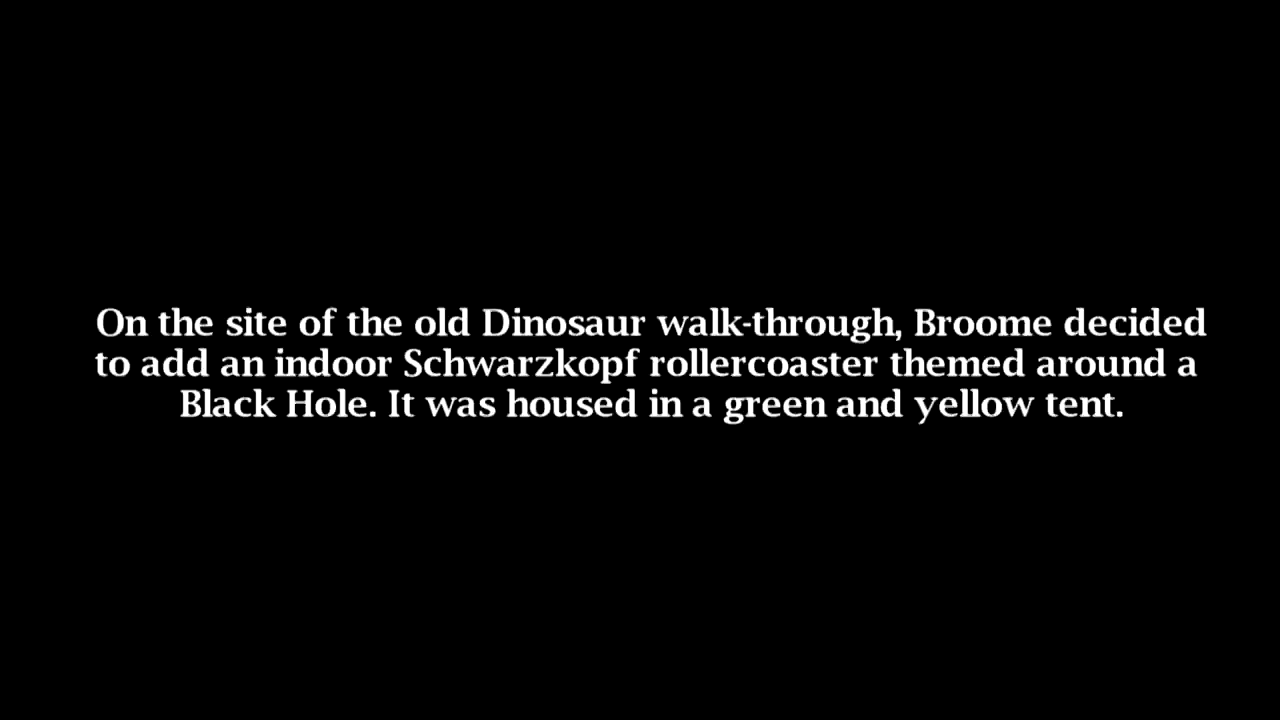 On the site of the old Dinosaur walk-through, Broome decided
to add an indoor Schwarzkopf rollercoaster themed around a
Black Hole. It was housed in a green and yellow tent.